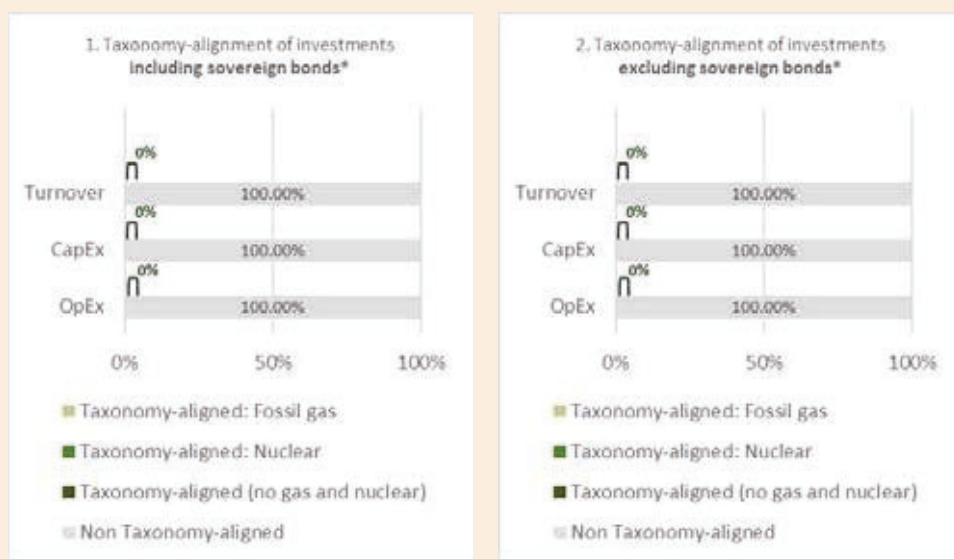 1. Taxonomy-alignment of investments
including sovereign bonds*
0%
Turnover 100.00%
0%
CapEx 100.00%
0%
OpEx 100.00%
0% 50% 100%
Taxonomy-aligned: Fossil gas
Taxonomy-aligned: Nuclear
Taxonomy-aligned (no gas and nuclear)
Non Taxonomy-aligned
2. Taxonomy-alignment of investments
excluding sovereign bonds*
0%
Turnover 100.00%
0%
CapEx 100.00%
0%
OpEx 100.00%
0% 50% 100%
Taxonomy-aligned: Fossil gas
Taxonomy-aligned: Nuclear
Taxonomy-aligned (no gas and nuclear)
Non Taxonomy-aligned